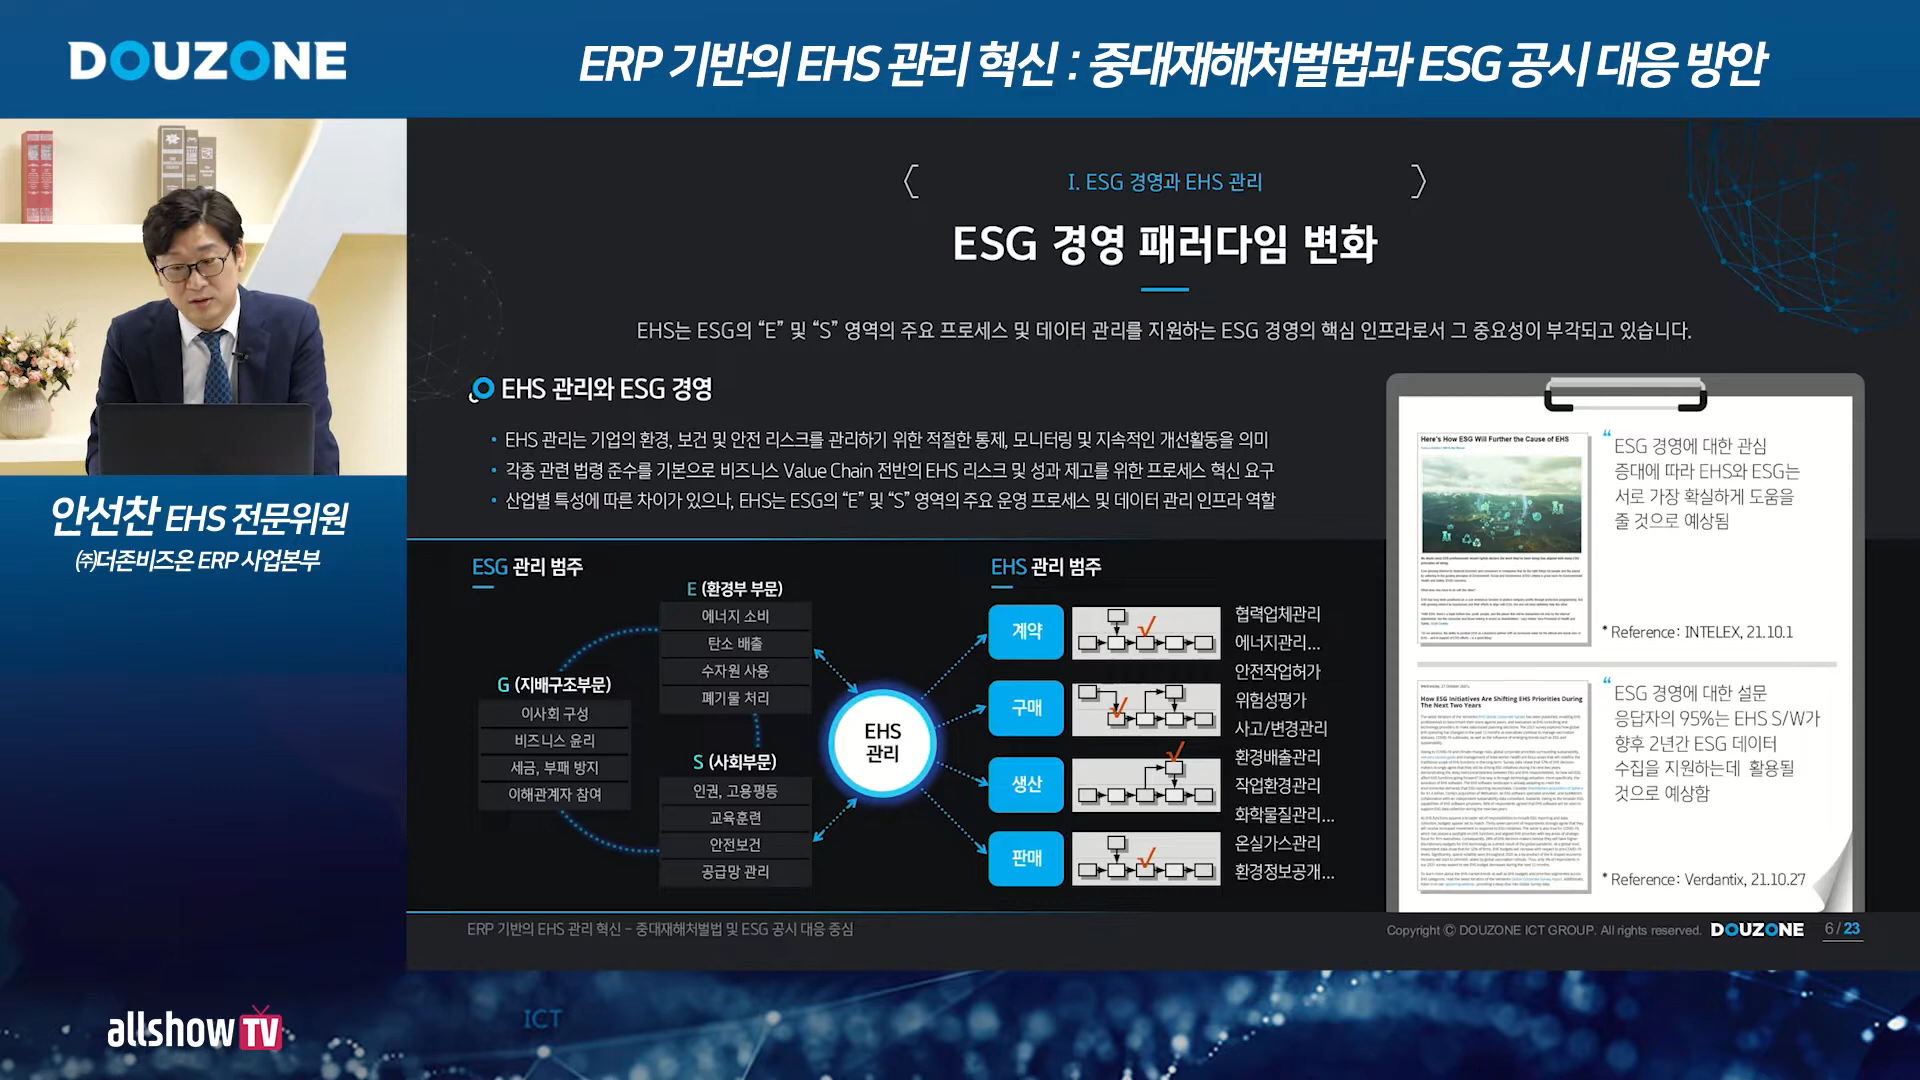 DOUZONE
ERP 기반의 EHS 관리 혁신 : 중대재해처벌법과 ESG 공시 대응 방안
안선찬 EHS 전문위원
㈜더존비즈온 ERP 사업본부
I. ESG 경영과 EHS 관리
ESG 경영 패러다임 변화
EHS는 ESG의 “E” 및 “S” 영역의 주요 프로세스 및 데이터 관리를 지원하는 ESG 경영의 핵심 인프라로서 그 중요성이 부각되고 있습니다.
EHS 관리와 ESG 경영
• EHS 관리는 기업의 환경, 보건 및 안전 리스크를 관리하기 위한 적절한 통제, 모니터링 및 지속적인 개선활동을 의미
• 각종 관련 법령 준수를 기본으로 비즈니스 Value Chain 전반의 EHS 리스크 및 성과 제고를 위한 프로세스 혁신 요구
• 산업별 특성에 따른 차이가 있으나, EHS는 ESG의 “E” 및 “S” 영역의 주요 운영 프로세스 및 데이터 관리 인프라 역할
ESG 관리 범주
E (환경부 부문)
에너지 소비
탄소 배출
수자원 사용
폐기물 처리
G (지배구조부문)
이사회 구성
비즈니스 윤리
세금, 부패 방지
이해관계자 참여
S (사회부문)
인권, 고용평등
교육훈련
안전보건
공급망 관리
EHS
관리
EHS 관리 범주
계약
구매
생산
판매
협력업체관리
에너지관리...
안전작업허가
위험성평가
사고/변경관리
환경배출관리
작업환경관리
화학물질관리...
온실가스관리
환경정보공개...
Here's How ESG Will Further the Cause of EHS
“ ESG 경영에 대한 관심
증대에 따라 EHS와 ESG는
서로 가장 확실하게 도움을
줄 것으로 예상됨
* Reference: INTELEX, 21.10.1
How ESG Initiatives Are Shifting EHS Priorities During
The Next Two Years
“ ESG 경영에 대한 설문
응답자의 95%는 EHS S/W가
향후 2년간 ESG 데이터
수집을 지원하는데 활용될
것으로 예상함
* Reference: Verdantix, 21.10.27
ERP 기반의 EHS 관리 혁신 – 중대재해처벌법 및 ESG 공시 대응 중심
Copyright Ⓒ DOUZONE ICT GROUP. All rights reserved. DOUZONE 6 / 23
allshow TV
ICT